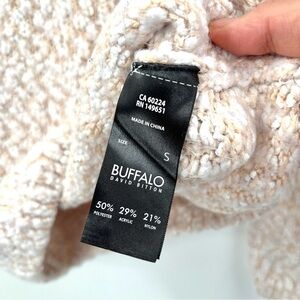 CA 60224
RN 149651
MADE IN CHINA
SIZE S
BUFFALO
DAVID BITTON
50% 29% 21%
POLYESTER ACRYLIC NYLON